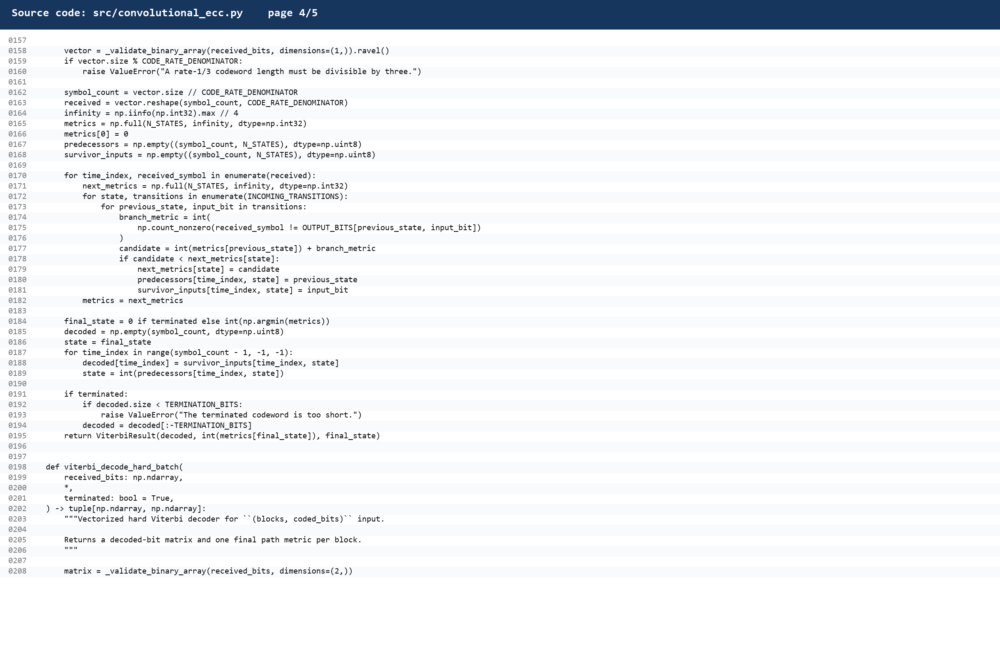 Source code: src/convolutional_ecc.py    page 4/5
0157
0158    vector = _validate_binary_array(received_bits, dimensions=(1,)).ravel()
0159    if vector.size % CODE_RATE_DENOMINATOR:
0160        raise ValueError("A rate-1/3 codeword length must be divisible by three.")
0161
0162    symbol_count = vector.size // CODE_RATE_DENOMINATOR
0163    received = vector.reshape(symbol_count, CODE_RATE_DENOMINATOR)
0164    infinity = np.iinfo(np.int32).max // 4
0165    metrics = np.full(N_STATES, infinity, dtype=np.int32)
0166    metrics[0] = 0
0167    predecessors = np.empty((symbol_count, N_STATES), dtype=np.uint8)
0168    survivor_inputs = np.empty((symbol_count, N_STATES), dtype=np.uint8)
0169
0170    for time_index, received_symbol in enumerate(received):
0171        next_metrics = np.full(N_STATES, infinity, dtype=np.int32)
0172        for state, transitions in enumerate(INCOMING_TRANSITIONS):
0173            for previous_state, input_bit in transitions:
0174                branch_metric = int(
0175                    np.count_nonzero(received_symbol != OUTPUT_BITS[previous_state, input_bit])
0176                )
0177                candidate = int(metrics[previous_state]) + branch_metric
0178                if candidate < next_metrics[state]:
0179                    next_metrics[state] = candidate
0180                    predecessors[time_index, state] = previous_state
0181                    survivor_inputs[time_index, state] = input_bit
0182        metrics = next_metrics
0183
0184    final_state = 0 if terminated else int(np.argmin(metrics))
0185    decoded = np.empty(symbol_count, dtype=np.uint8)
0186    state = final_state
0187    for time_index in range(symbol_count - 1, -1, -1):
0188        decoded[time_index] = survivor_inputs[time_index, state]
0189        state = int(predecessors[time_index, state])
0190
0191    if terminated:
0192        if decoded.size < TERMINATION_BITS:
0193            raise ValueError("The terminated codeword is too short.")
0194        decoded = decoded[:-TERMINATION_BITS]
0195    return ViterbiResult(decoded, int(metrics[final_state]), final_state)
0196
0197
0198 def viterbi_decode_hard_batch(
0199    received_bits: np.ndarray,
0200    *,
0201    terminated: bool = True,
0202 ) -> tuple[np.ndarray, np.ndarray]:
0203    """Vectorized hard Viterbi decoder for ``(blocks, coded_bits)`` input.
0204
0205    Returns a decoded-bit matrix and one final path metric per block.
0206    """
0207
0208    matrix = _validate_binary_array(received_bits, dimensions=(2,))